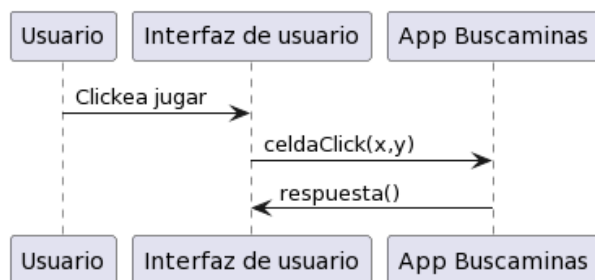 Usuario
Interfaz de usuario
App Buscaminas
Clickea jugar
celdaClick(x,y)
respuesta()
Usuario
Interfaz de usuario
App Buscaminas